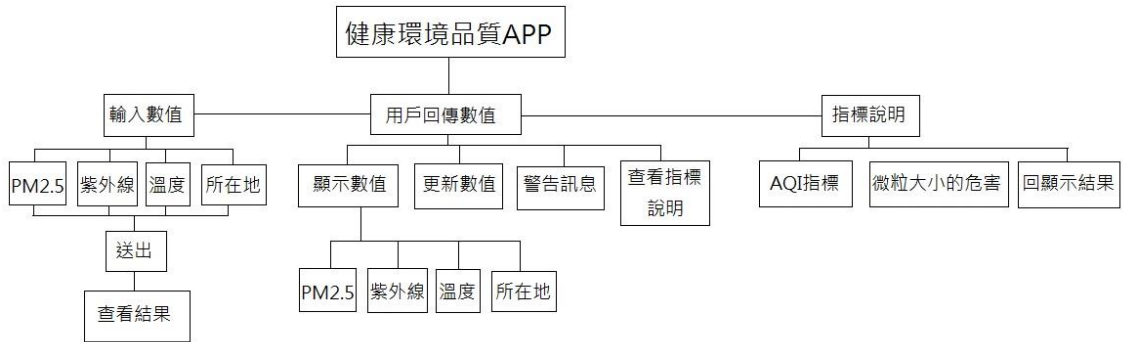 健康環境品質APP
輸入數值
用戶回傳數值
指標說明
PM2.5
紫外線
溫度
所在地
顯示數值
更新數值
警告訊息
查看指標
說明
AQI指標
微粒大小的危害
回顯示結果
送出
PM2.5
紫外線
溫度
所在地
查看結果